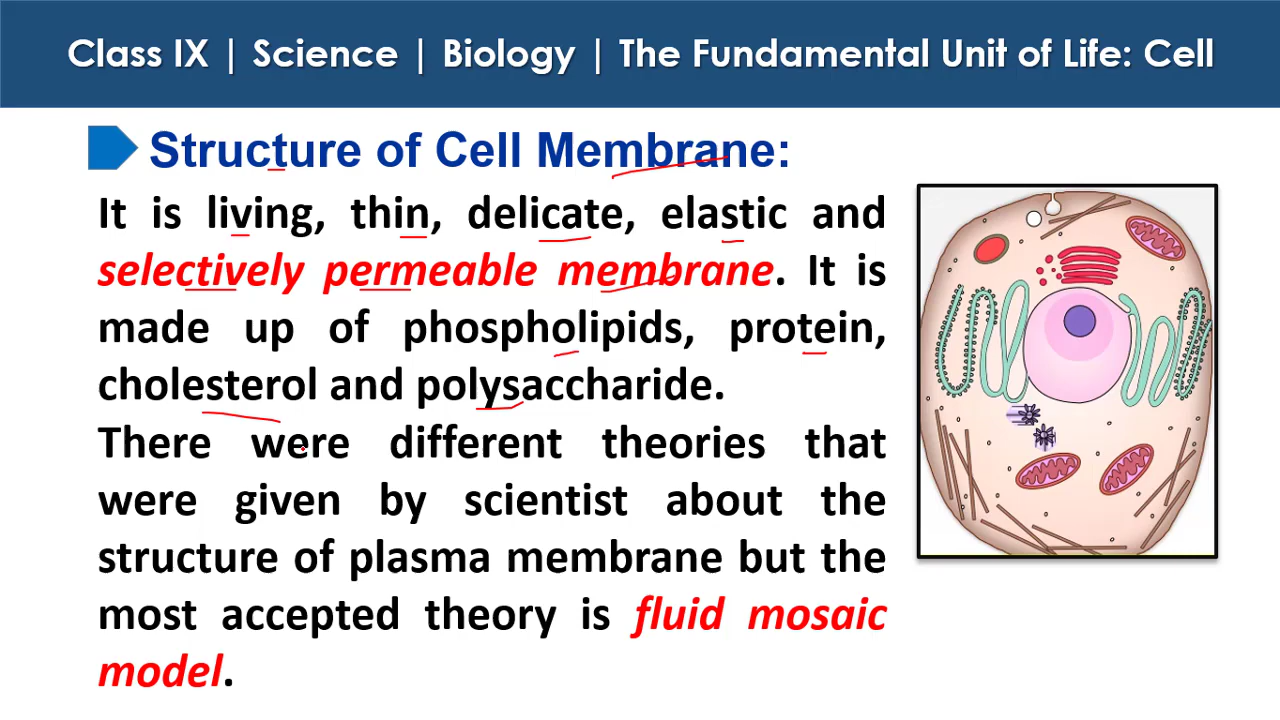 Class IX | Science | Biology | The Fundamental Unit of Life: Cell
Structure of Cell Membrane:
It is living, thin, delicate, elastic and
selectively permeable membrane. It is
made up of phospholipids, protein,
cholesterol and polysaccharide.
There were different theories that
were given by scientist about the
structure of plasma membrane but the
most accepted theory is fluid mosaic
model.